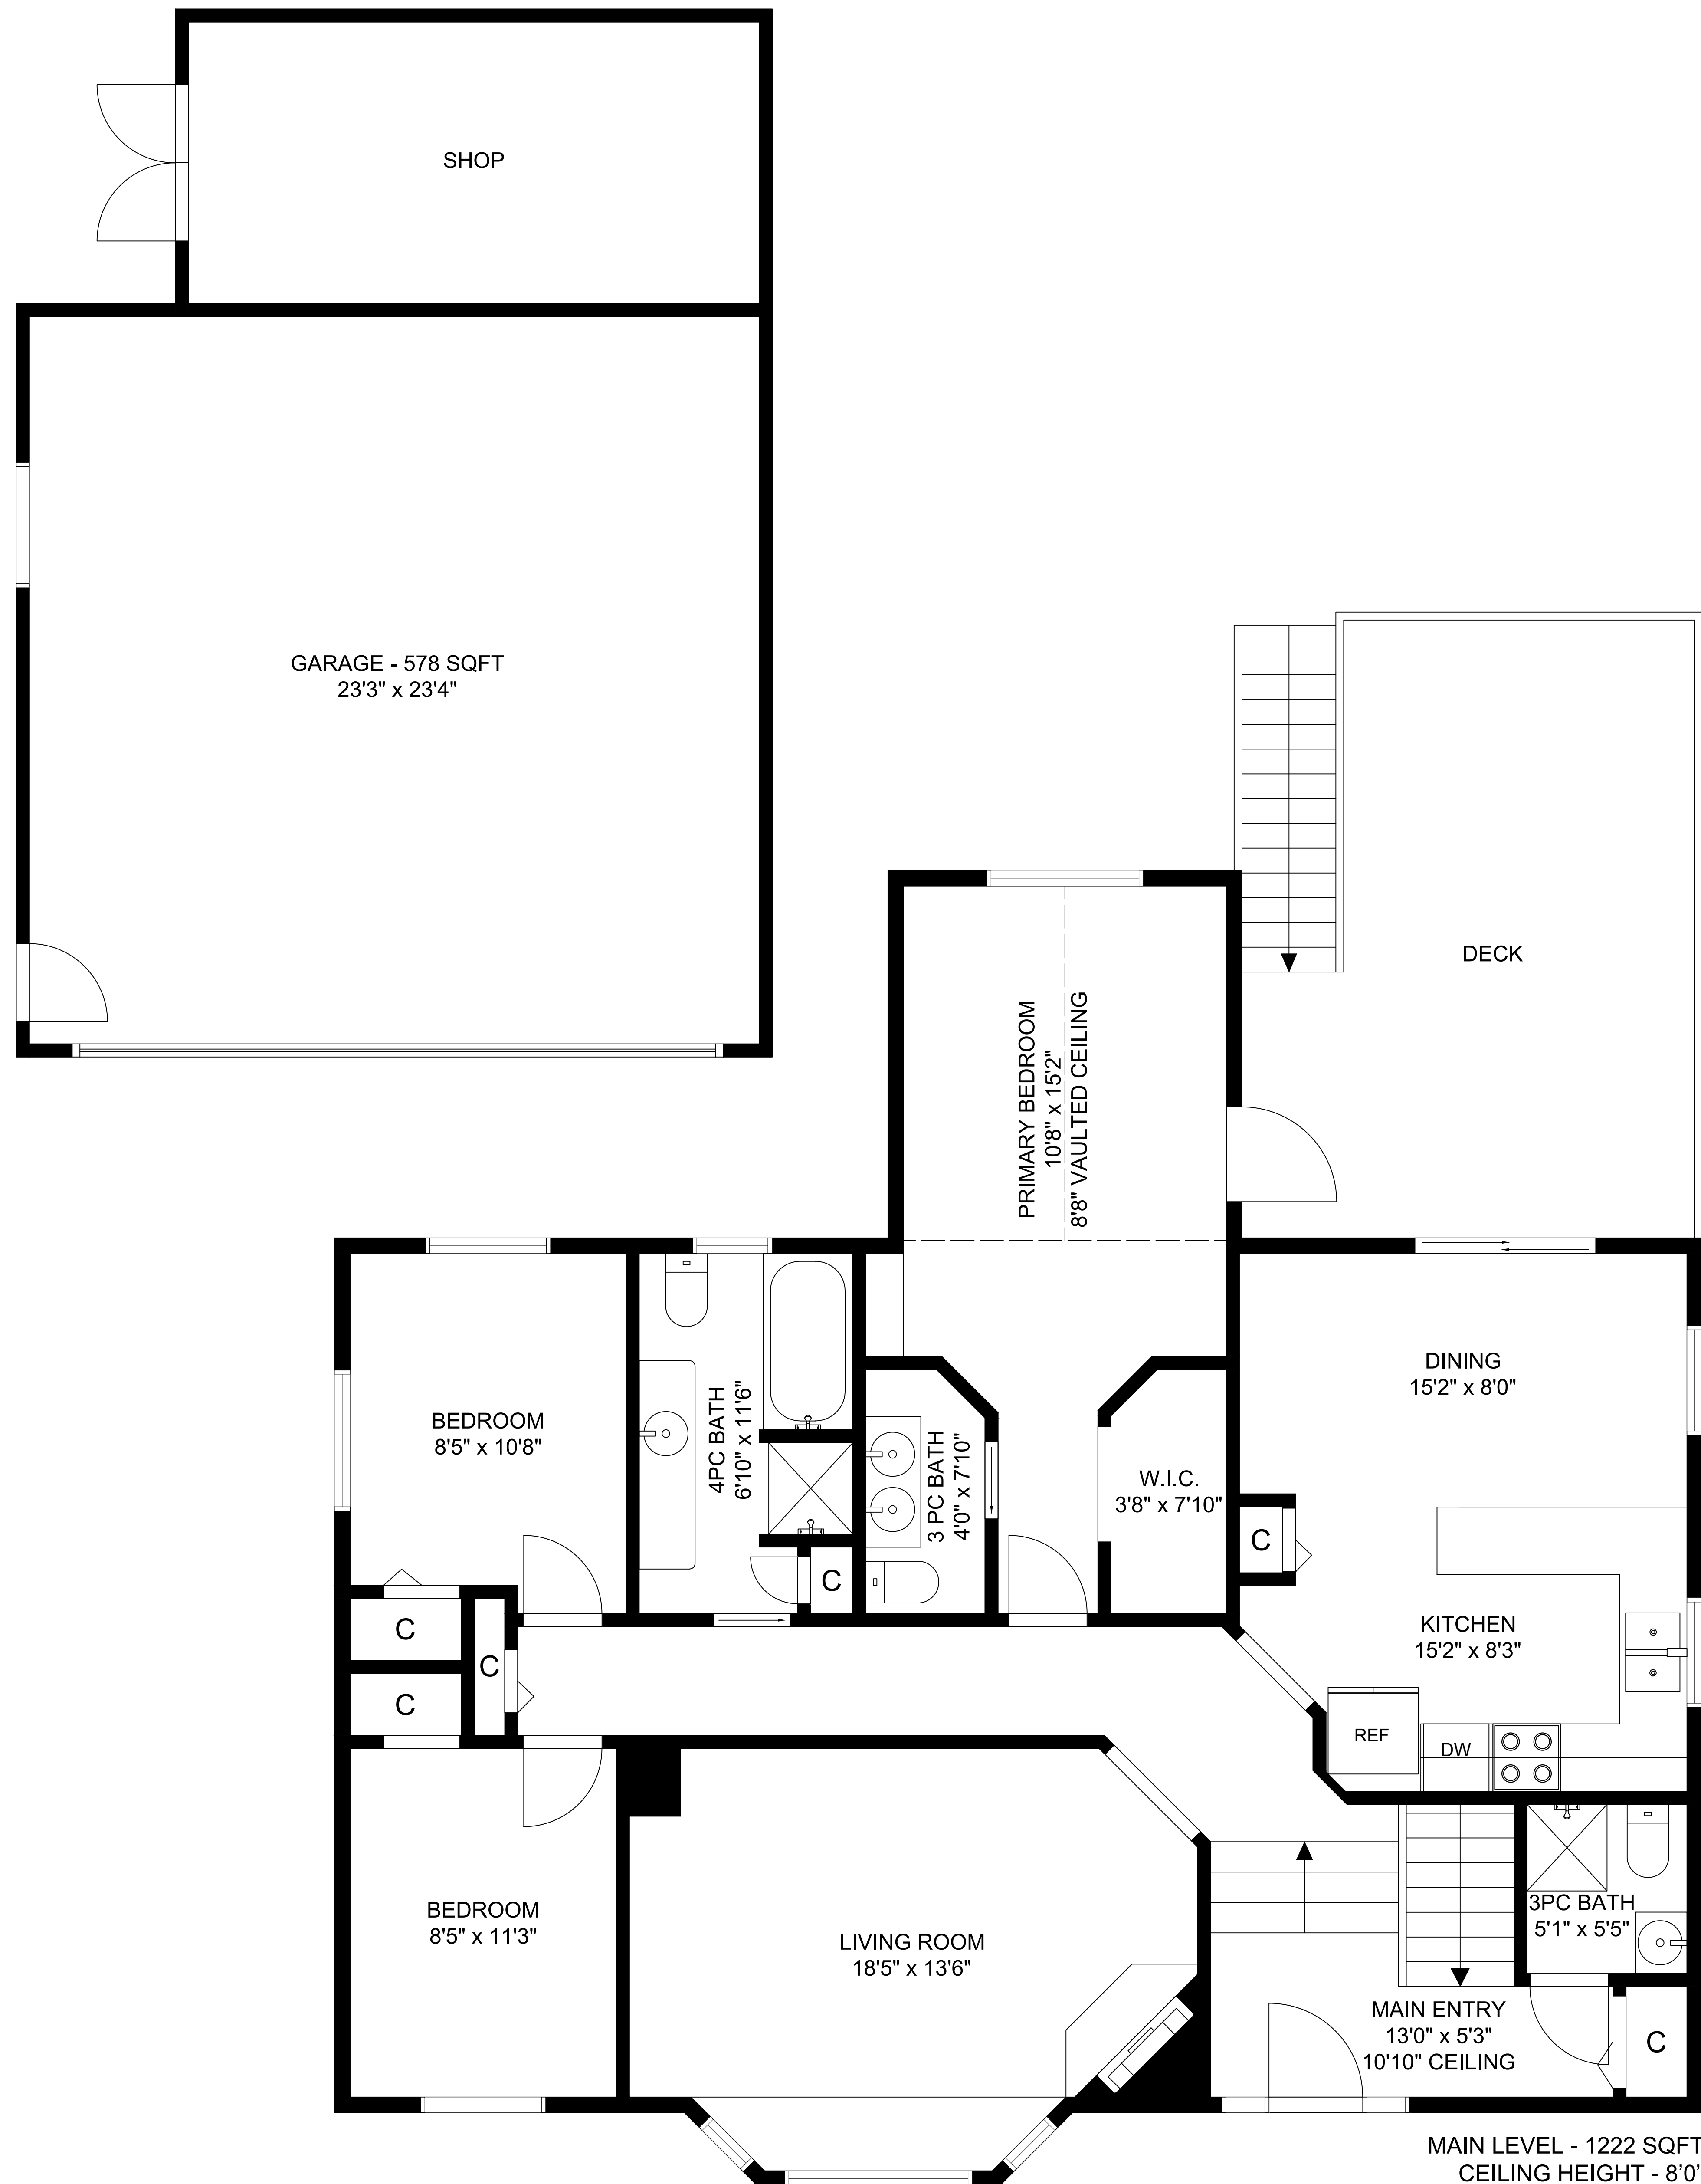 SHOP
GARAGE - 578 SQFT
23'3" x 23'4"
DECK
PRIMARY BEDROOM
10'8" x 15'2"
8'8" VAULTED CEILING
DINING
15'2" x 8'0"
BEDROOM
8'5" x 10'8"
4PC BATH
6'10" x 11'6"
3 PC BATH
4'0" x 7'10"
W.I.C.
3'8" x 7'10"
C
C
C
C
C
KITCHEN
15'2" x 8'3"
REF
DW
BEDROOM
8'5" x 11'3"
LIVING ROOM
18'5" x 13'6"
3PC BATH
5'1" x 5'5"
MAIN ENTRY
13'0" x 5'3"
10'10" CEILING
C
MAIN LEVEL - 1222 SQFT
CEILING HEIGHT - 8'0"